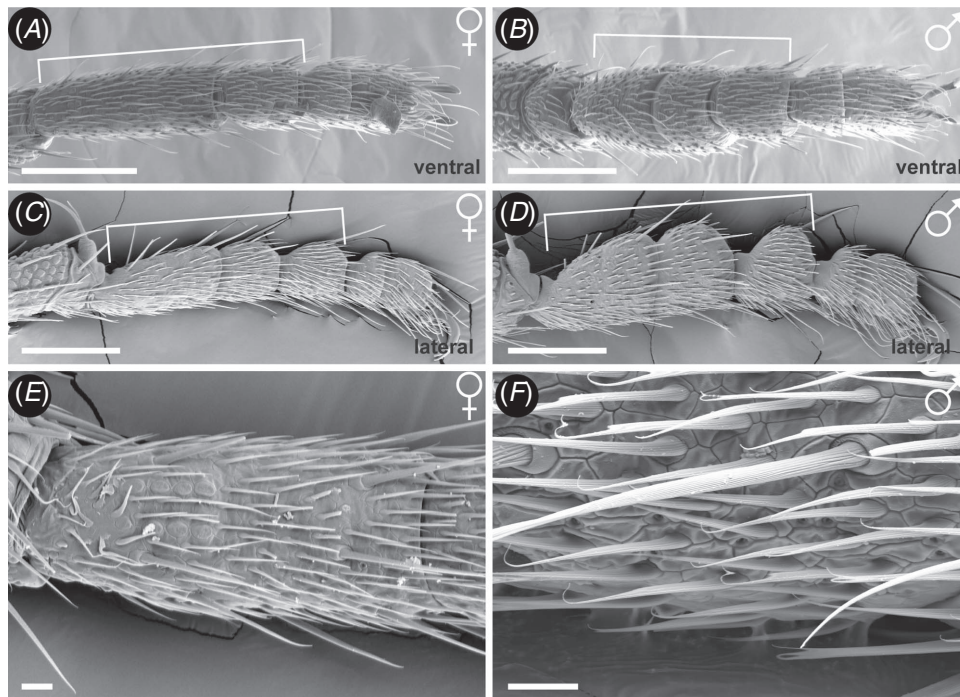 (A) ♀
ventral
(B) ♂
ventral
(C) ♀
lateral
(D) ♂
lateral
(E) ♀
(F) ♂